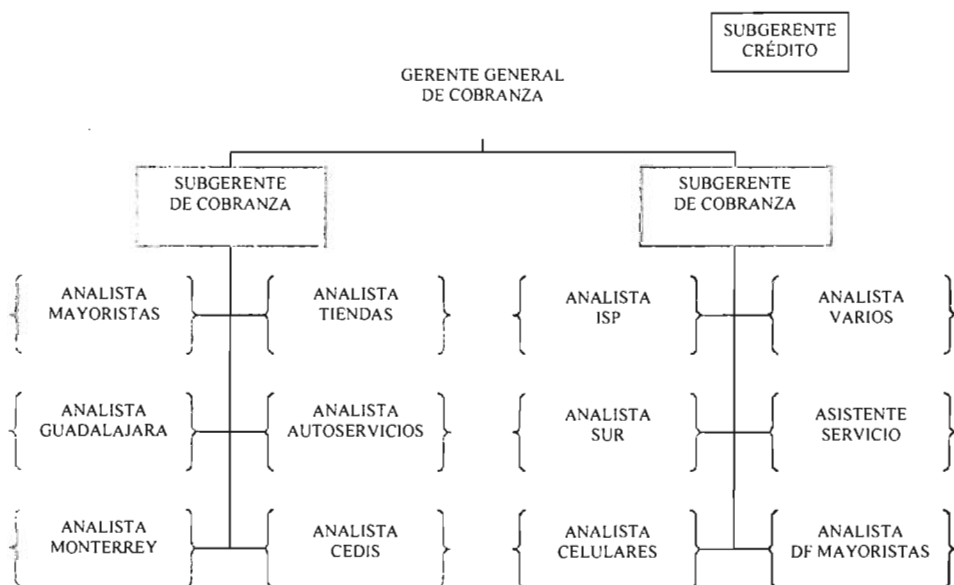 SUBGERENTE
CRÉDITO
GERENTE GENERAL
DE COBRANZA
SUBGERENTE
DE COBRANZA
SUBGERENTE
DE COBRANZA
ANALISTA
MAYORISTAS
ANALISTA
TIENDAS
ANALISTA
ISP
ANALISTA
VARIOS
ANALISTA
GUADALAJARA
ANALISTA
AUTOSERVICIOS
ANALISTA
SUR
ASISTENTE
SERVICIO
ANALISTA
MONTERREY
ANALISTA
CEDIS
ANALISTA
CELULARES
ANALISTA
DF MAYORISTAS